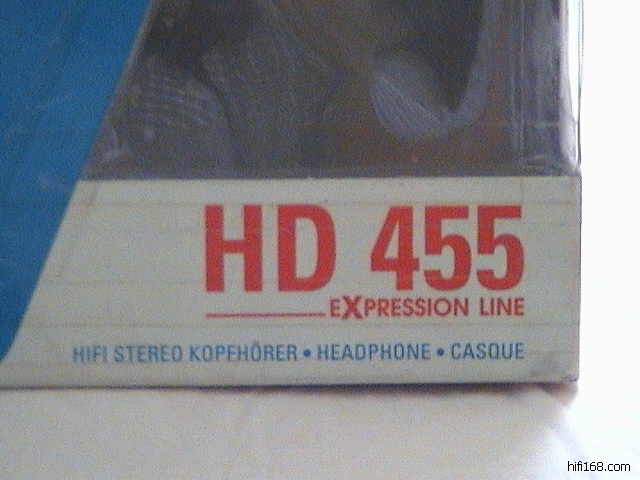 HD 455
EXPRESSION LINE
HIFI STEREO KOPFHÖRER • HEADPHONE • CASQUE
hifi168.com